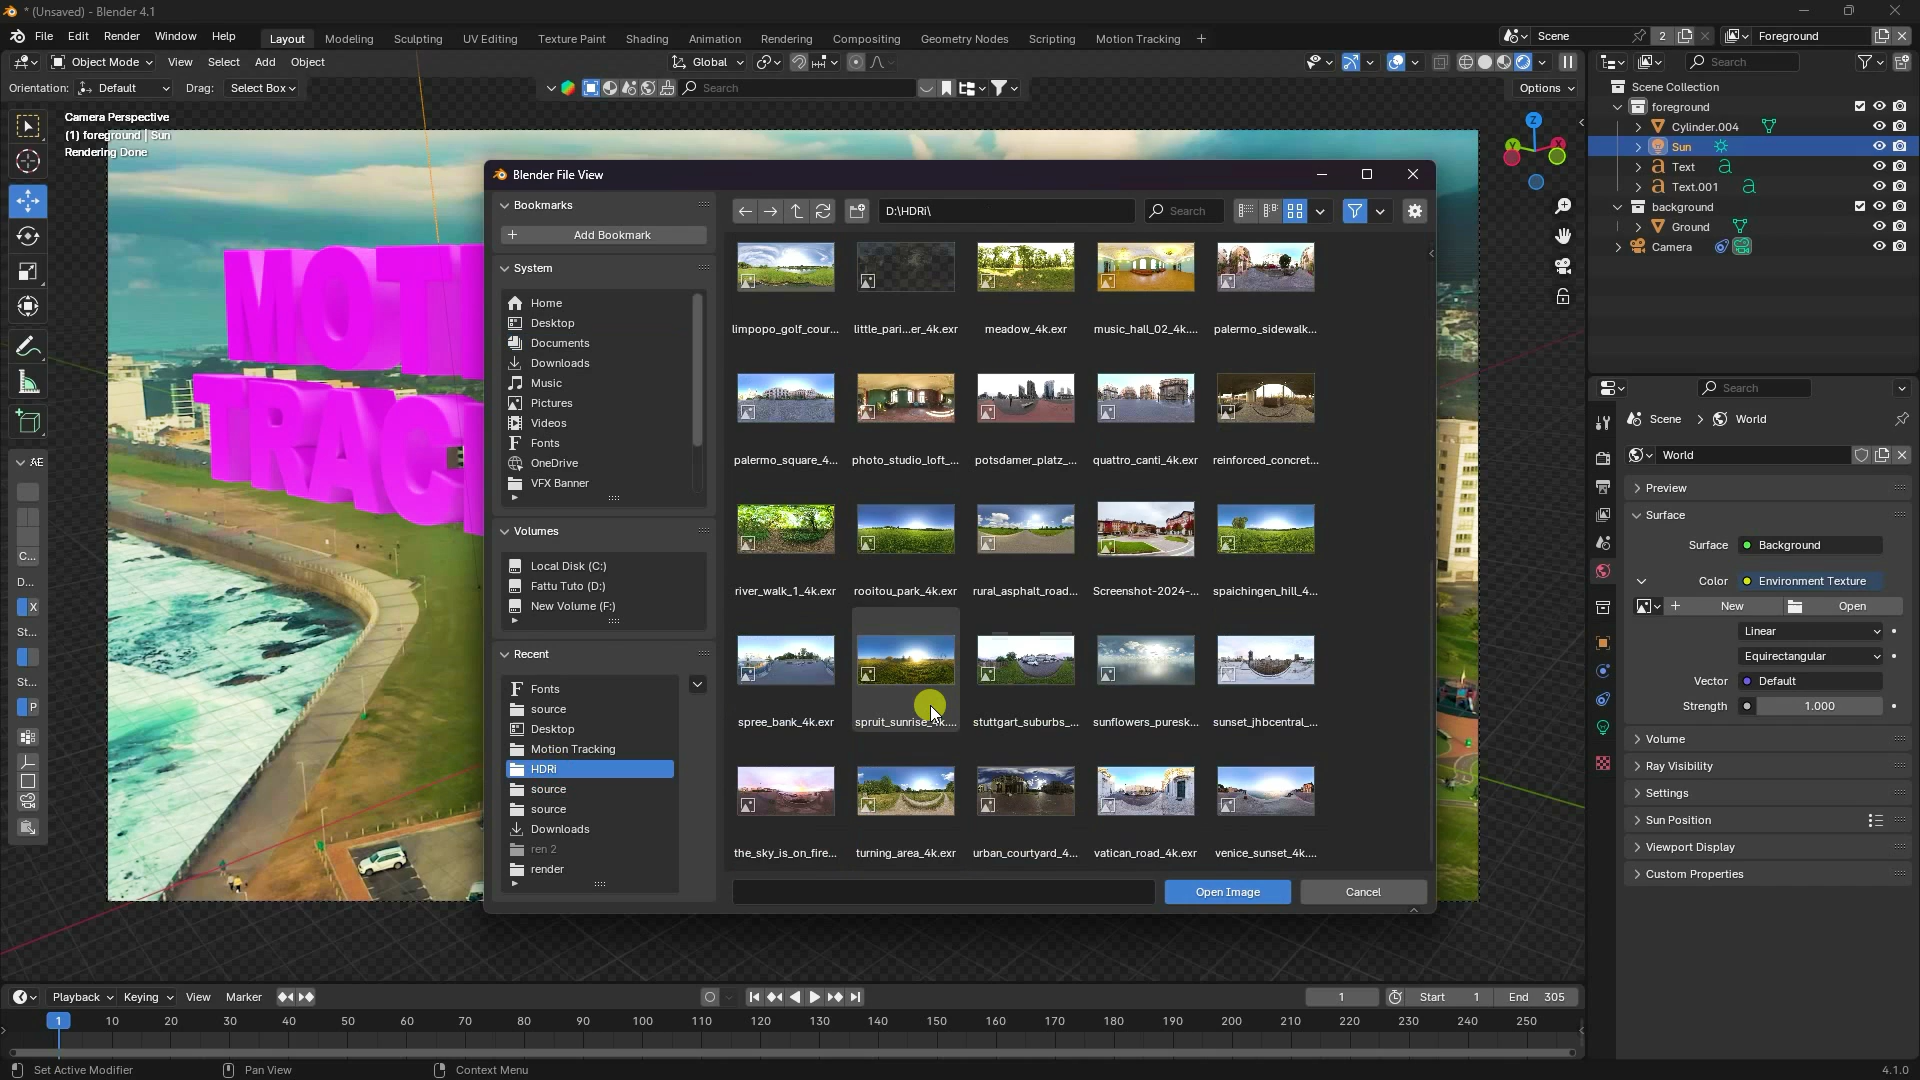 * (Unsaved) - Blender 4.1
File Edit Render Window Help Layout Modeling Sculpting UV Editing Texture Paint Shading Animation Rendering Compositing Geometry Nodes Scripting Motion Tracking +
Scene 2 Foreground
Object Mode View Select Add Object Global
Search
Orientation: Default Drag: Select Box
Search
Options
Camera Perspective
(1) foreground | Sun
Rendering Done
Scene Collection
foreground
Cylinder.004
Sun
Text
Text.001
background
Ground
Camera
Z
Y
X
MOT
TRAC
AE
C...
D...
X
St...
St...
P
Blender File View
Bookmarks
+ Add Bookmark
System
Home
Desktop
Documents
Downloads
Music
Pictures
Videos
Fonts
OneDrive
VFX Banner
Volumes
Local Disk (C:)
Fattu Tuto (D:)
New Volume (F:)
Recent
Fonts
source
Desktop
Motion Tracking
HDRi
source
source
Downloads
ren 2
render
D:\HDRi\
Search
limpopo_golf_cour... little_pari...er_4k.exr meadow_4k.exr music_hall_02_4k.... palermo_sidewalk...
palermo_square_4... photo_studio_loft_... potsdamer_platz_... quattro_canti_4k.exr reinforced_concret...
river_walk_1_4k.exr rooitou_park_4k.exr rural_asphalt_road... Screenshot-2024-... spaichingen_hill_4...
spree_bank_4k.exr spruit_sunrise_4k.... stuttgart_suburbs_... sunflowers_puresk... sunset_jhbcentral_...
the_sky_is_on_fire... turning_area_4k.exr urban_courtyard_4... vatican_road_4k.exr venice_sunset_4k....
Open Image Cancel
Search
Scene > World
World
Preview
Surface
Surface Background
Color Environment Texture
+ New Open
Linear
Equirectangular
Vector Default
Strength 1.000
Volume
Ray Visibility
Settings
Sun Position
Viewport Display
Custom Properties
Playback Keying View Marker
1 Start 1 End 305
1 10 20 30 40 50 60 70 80 90 100 110 120 130 140 150 160 170 180 190 200 210 220 230 240 250
Set Active Modifier Pan View Context Menu
4.1.0